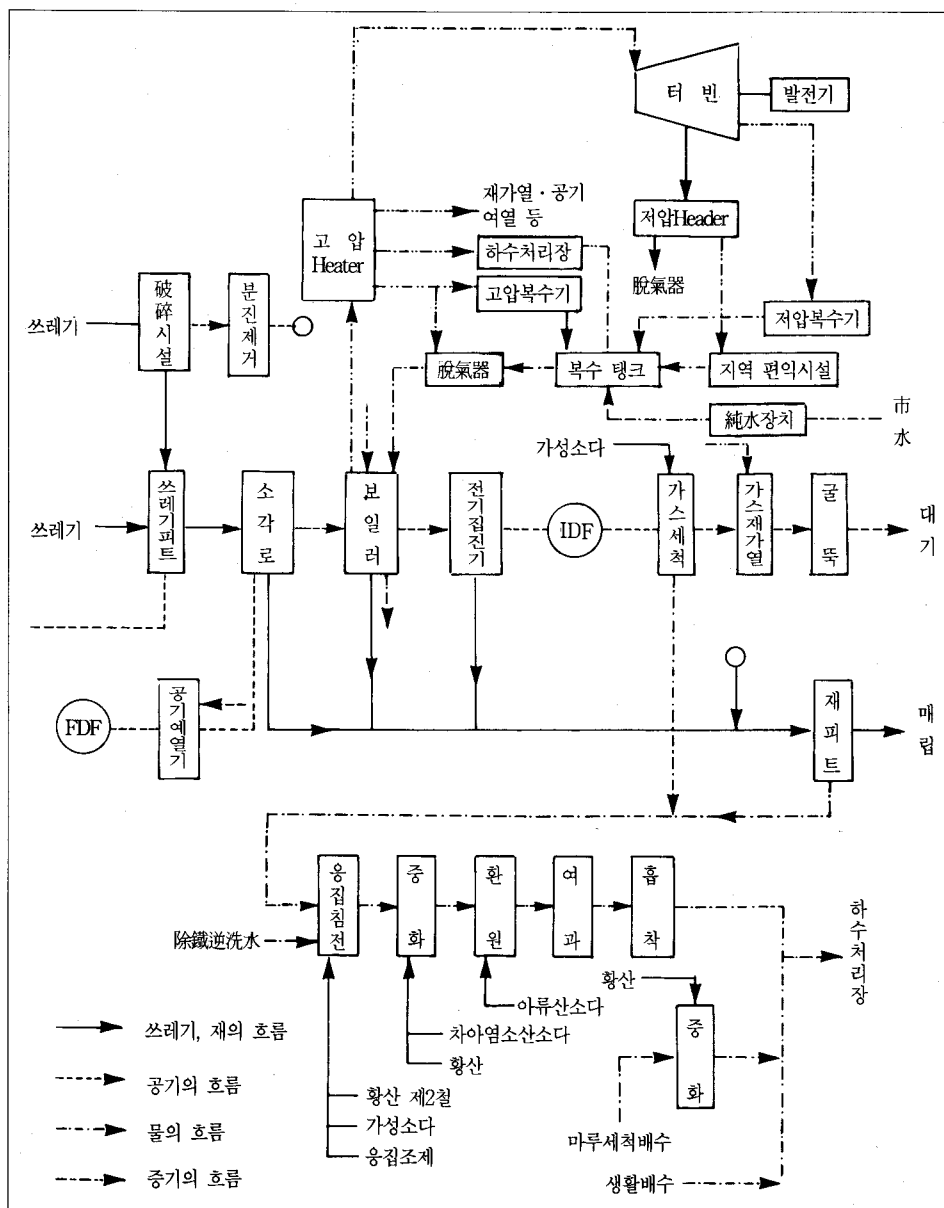 터 빈
발전기
재가열·공기
여열 등
고 압
Heater
하수처리장
고압복수기
저압Header
脫氣器
저압복수기
쓰레기
破碎시설
분진제거
脫氣器
복수 탱크
지역 편익시설
純水장치
市水
가성소다
쓰레기
쓰레기피트
소각로
보일러
전기집진기
IDF
가스세척
가스재가열
굴뚝
대기
FDF
공기예열기
재피트
매립
응집침전
중화
환원
여과
흡착
하수처리장
除鐵逆洗水
황산
아류산소다
중화
차아염소산소다
황산
황산 제2철
가성소다
응집조제
마루세척배수
생활배수
쓰레기, 재의 흐름
공기의 흐름
물의 흐름
증기의 흐름